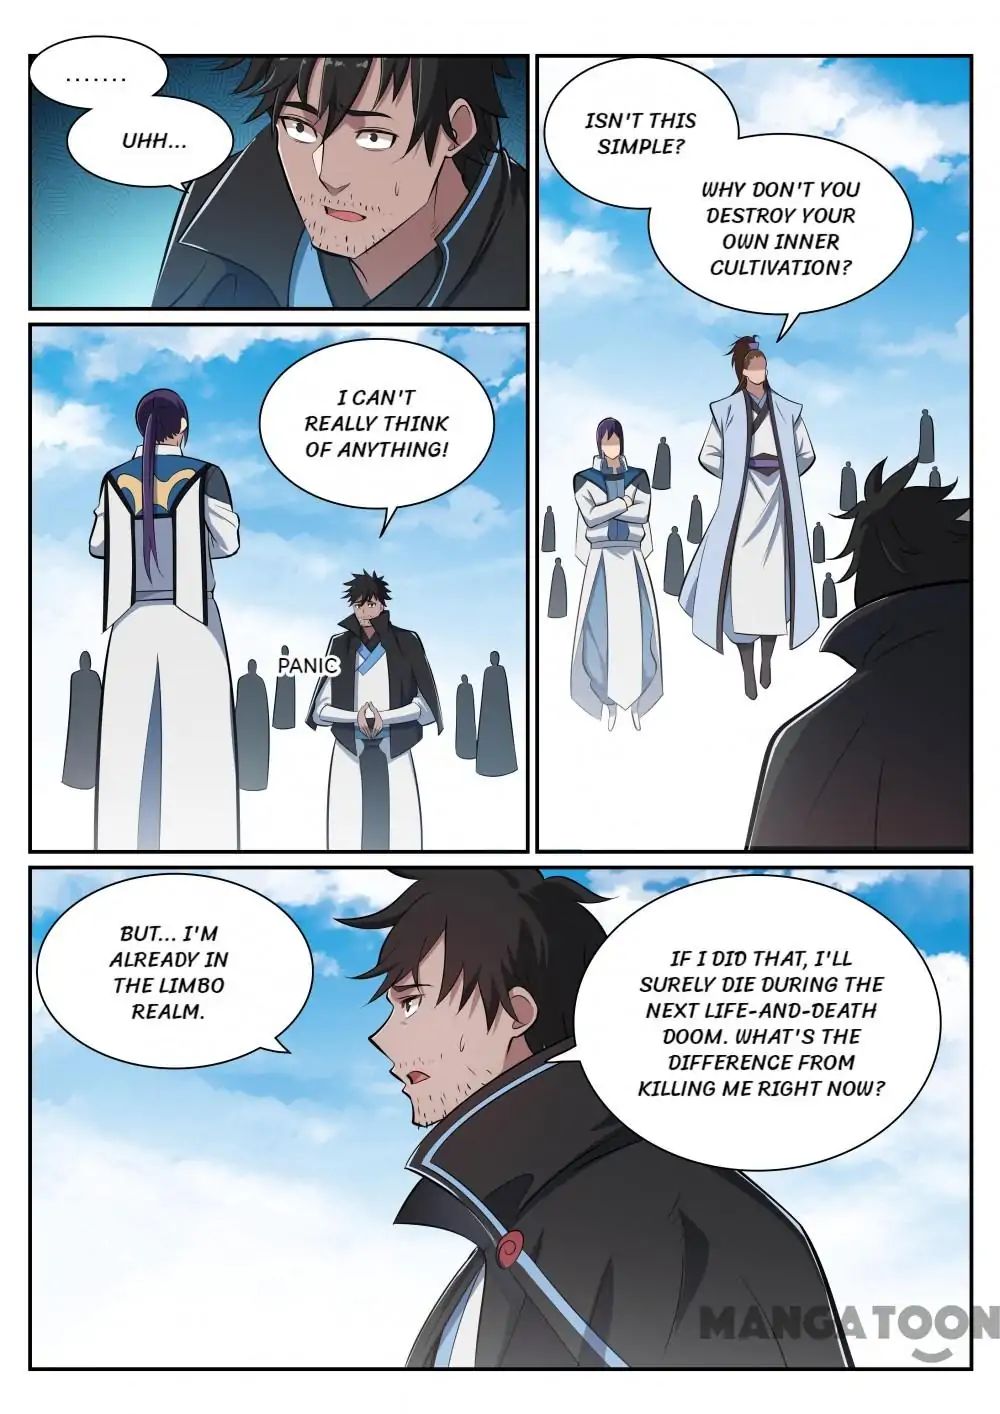 .......
UHH...
I CAN'T
REALLY THINK
OF ANYTHING!
PANIC
ISN'T THIS
SIMPLE?
WHY DON'T YOU
DESTROY YOUR
OWN INNER
CULTIVATION?
BUT... I'M
ALREADY IN
THE LIMBO
REALM.
IF I DID THAT, I'LL
SURELY DIE DURING THE
NEXT LIFE-AND-DEATH
DOOM. WHAT'S THE
DIFFERENCE FROM
KILLING ME RIGHT NOW?
MANGATOON